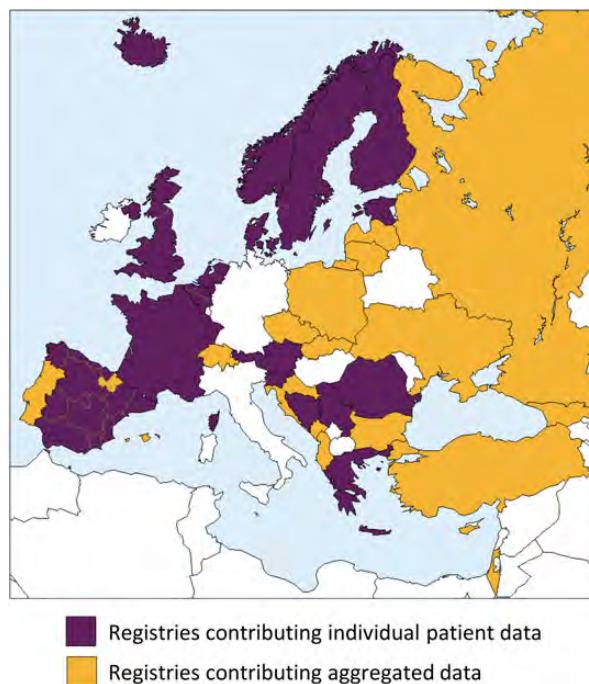 Registries contributing individual patient data
Registries contributing aggregated data